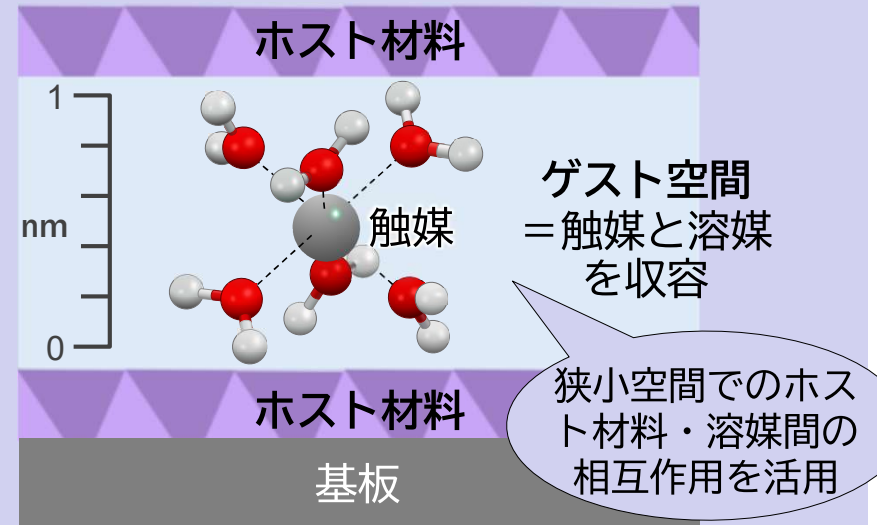 ホスト材料
1
nm
0
触媒
ゲスト空間
＝触媒と溶媒
を収容
ホスト材料
狭小空間でのホス
ト材料・溶媒間の
相互作用を活用
基板